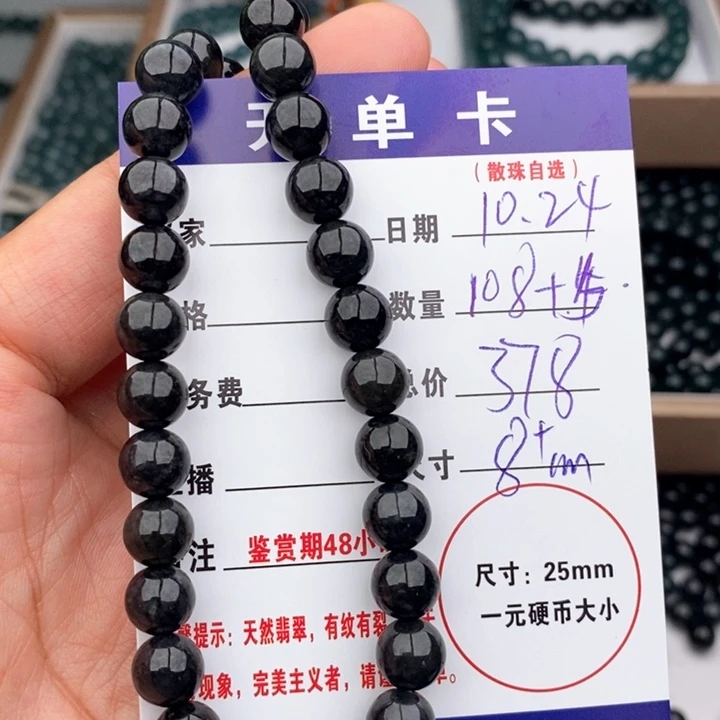 单卡
(散珠自选)
家 日期 10.24
格 数量 108+
务费 总价 378
播 寸 8+m
注 鉴赏期48小
尺寸：25mm
一元硬币大小
提示：天然翡翠，有纹有裂
现象，完美主义者，请